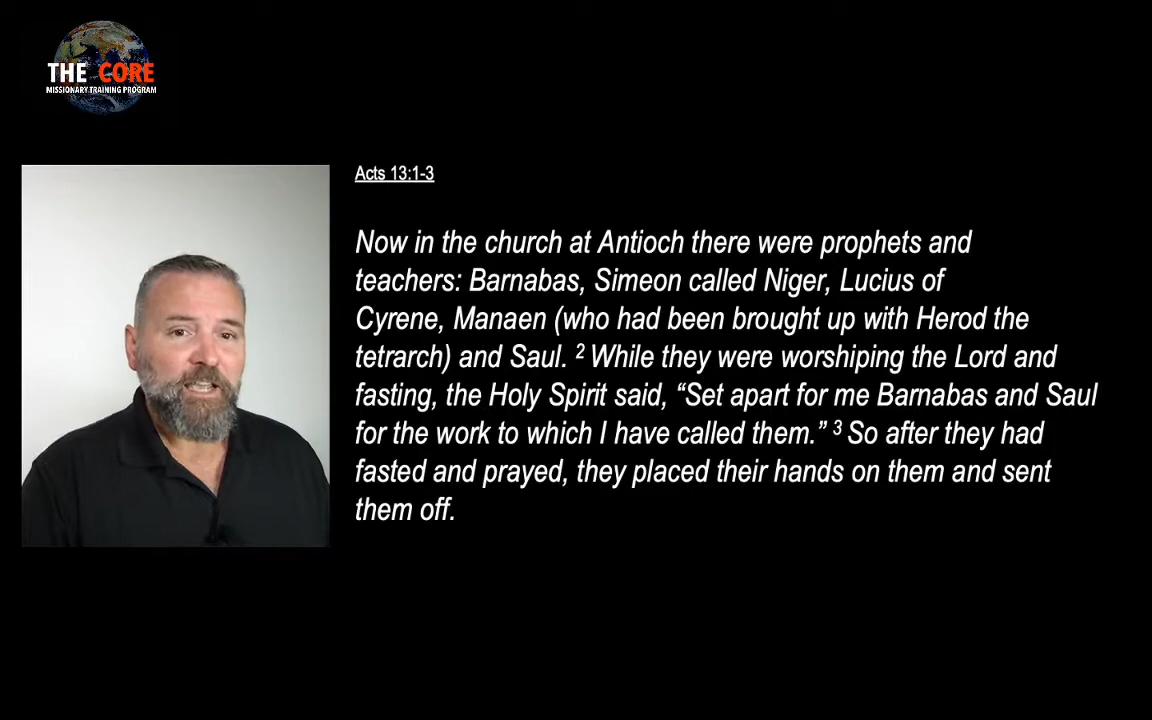 THE CORE
MISSIONARY TRAINING PROGRAM
Acts 13:1-3
Now in the church at Antioch there were prophets and
teachers: Barnabas, Simeon called Niger, Lucius of
Cyrene, Manaen (who had been brought up with Herod the
tetrarch) and Saul. ² While they were worshiping the Lord and
fasting, the Holy Spirit said, “Set apart for me Barnabas and Saul
for the work to which I have called them.” ³ So after they had
fasted and prayed, they placed their hands on them and sent
them off.